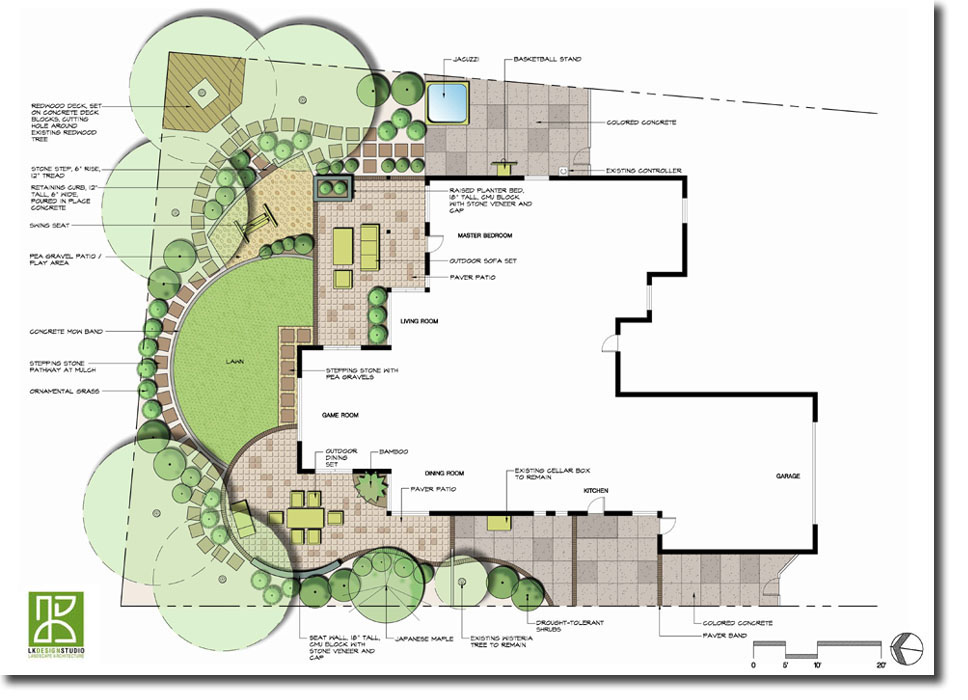 JACUZZI
BASKETBALL STAND
REDWOOD DECK, SET
ON CONCRETE DECK
BLOCKS, CUTTING
HOLE AROUND
EXISTING REDWOOD
TREE
COLORED CONCRETE
STONE STEP, 6" RISE,
12" TREAD
EXISTING CONTROLLER
RETAINING CURB, 12"
TALL, 6" WIDE,
POURED IN PLACE
CONCRETE
RAISED PLANTER BED,
18" TALL, CMU BLOCK
WITH STONE VENEER AND
CAP
SWING SEAT
MASTER BEDROOM
PEA GRAVEL PATIO /
PLAY AREA
OUTDOOR SOFA SET
PAVER PATIO
LIVING ROOM
CONCRETE MOW BAND
STEPPING STONE
PATHWAY AT MULCH
LAWN
STEPPING STONE WITH
PEA GRAVELS
ORNAMENTAL GRASS
GAME ROOM
OUTDOOR
DINING
SET
BAMBOO
DINING ROOM
EXISTING CELLAR BOX
TO REMAIN
GARAGE
PAVER PATIO
KITCHEN
LKDESIGNSTUDIO
LANDSCAPE ARCHITECTURE
SEAT WALL, 18" TALL,
CMU BLOCK WITH
STONE VENEER AND
CAP
JAPANESE MAPLE
EXISTING WISTERIA
TREE TO REMAIN
DROUGHT-TOLERANT
SHRUBS
COLORED CONCRETE
PAVER BAND
0 5' 10' 20'